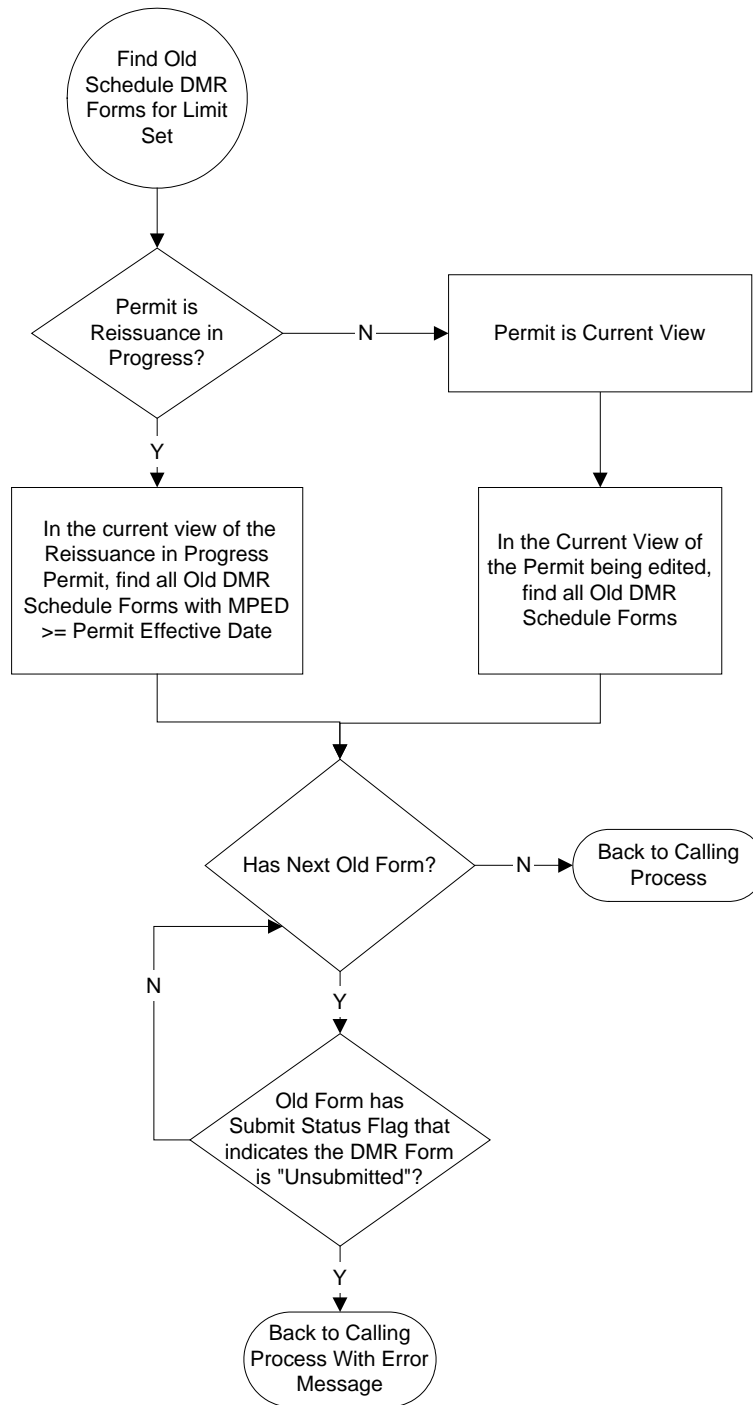 Find Old
Schedule DMR
Forms for Limit
Set
Permit is
Reissuance in
Progress?
N
Permit is Current View
Y
In the current view of the
Reissuance in Progress
Permit, find all Old DMR
Schedule Forms with MPED
>= Permit Effective Date
In the Current View of
the Permit being edited,
find all Old DMR
Schedule Forms
Has Next Old Form?
N
Back to Calling
Process
N
Y
Old Form has
Submit Status Flag that
indicates the DMR Form
is "Unsubmitted"?
Y
Back to Calling
Process With Error
Message